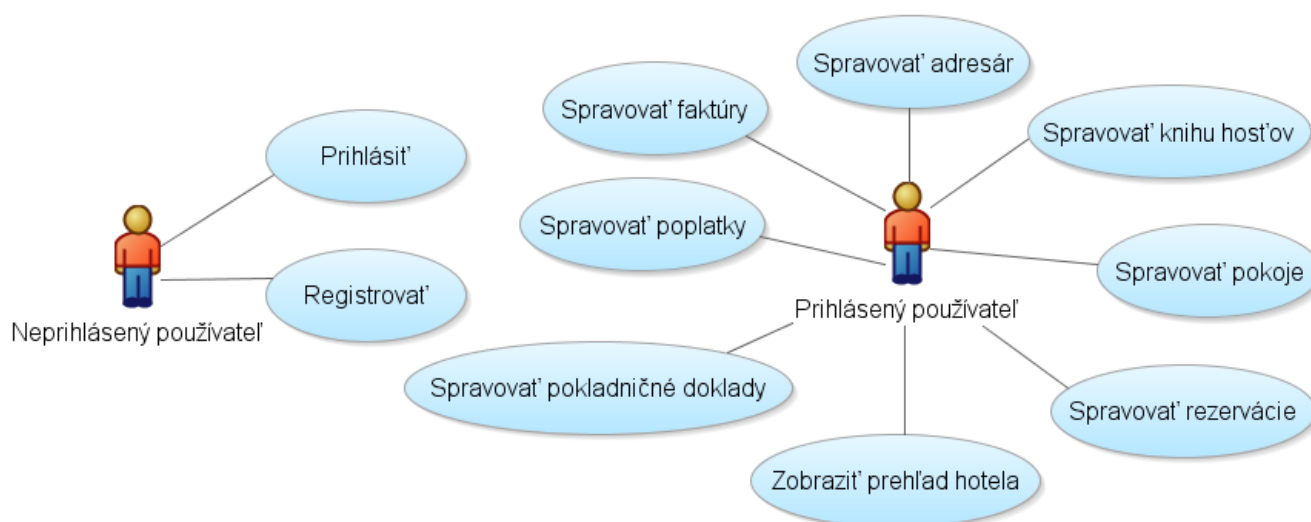 Spravovať adresár
Spravovať faktúry
Spravovať knihu hosťov
Prihlásiť
Spravovať poplatky
Spravovať pokoje
Registrovať
Prihlásený používateľ
Neprihlásený používateľ
Spravovať pokladničné doklady
Spravovať rezervácie
Zobraziť prehľad hotela